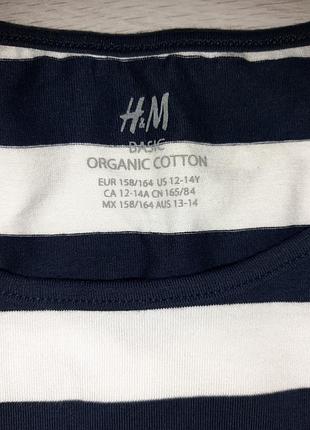 H&M
BASIC
ORGANIC COTTON
EUR 158/164 US 12-14Y
CA 12-14A CN 165/84
MX 158/164 AUS 13-14